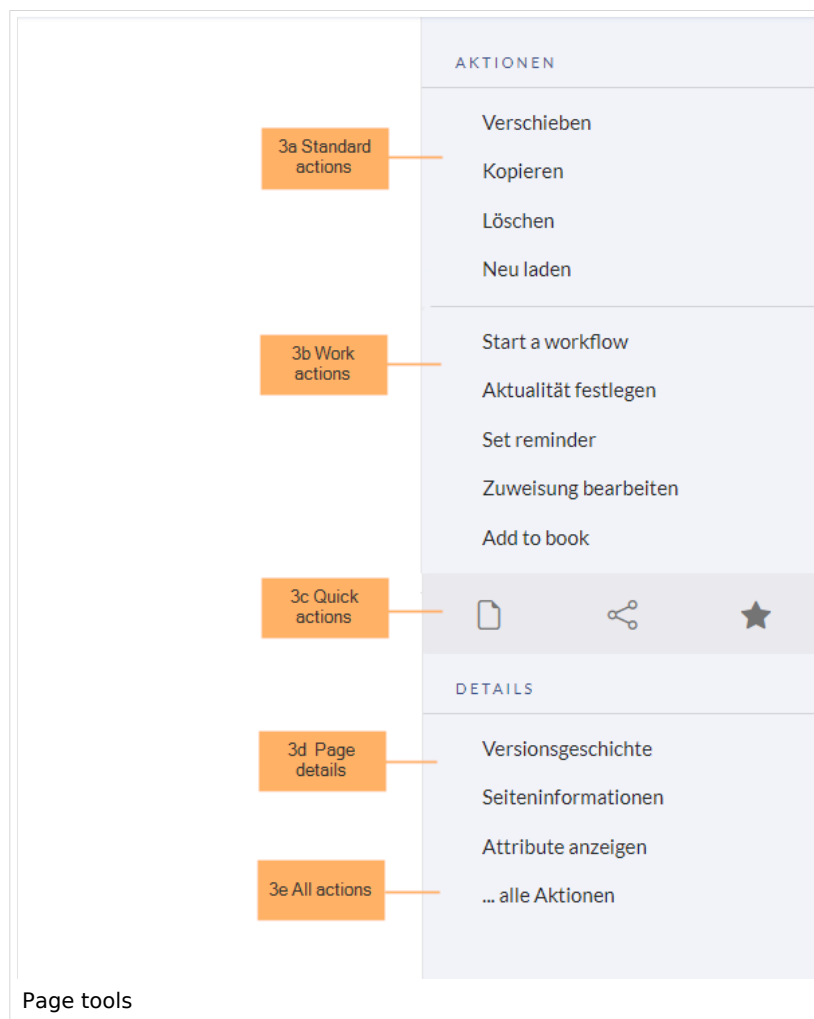 AKTIONEN
Verschieben
3a Standard
actions
Kopieren
Löschen
Neu laden
Start a workflow
3b Work
actions
Aktualität festlegen
Set reminder
Zuweisung bearbeiten
Add to book
3c Quick
actions
DETAILS
3d Page
details
Versionsgeschichte
Seiteninformationen
Attribute anzeigen
3e All actions
... alle Aktionen
Page tools